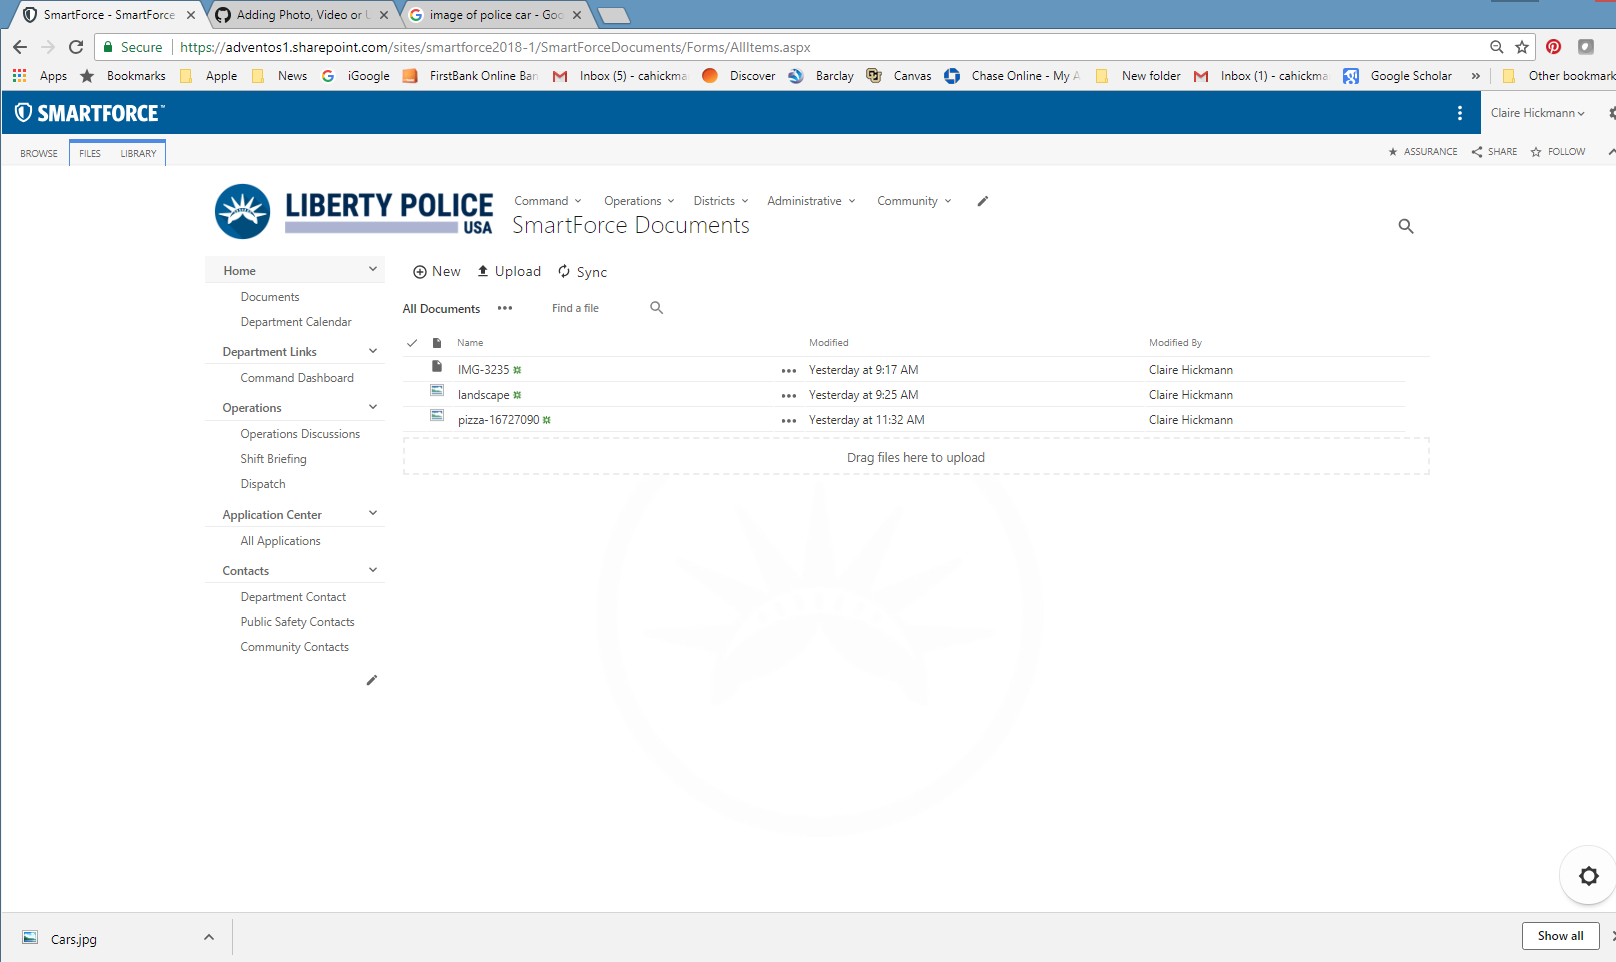 SmartForce - SmartForce
Adding Photo, Video or U
image of police car - Goo
Secure
https://adventos1.sharepoint.com/sites/smartforce2018-1/SmartForceDocuments/Forms/AllItems.aspx
Apps Bookmarks Apple News iGoogle FirstBank Online Ban Inbox (5) - cahickma Discover Barclay Canvas Chase Online - My A New folder Inbox (1) - cahickma Google Scholar » Other bookmark
SMARTFORCE™
Claire Hickmann
BROWSE FILES LIBRARY
ASSURANCE SHARE FOLLOW
LIBERTY POLICE
USA
Command Operations Districts Administrative Community
SmartForce Documents
Home
Documents
Department Calendar
Department Links
Command Dashboard
Operations
Operations Discussions
Shift Briefing
Dispatch
Application Center
All Applications
Contacts
Department Contact
Public Safety Contacts
Community Contacts
New Upload Sync
All Documents ••• Find a file
Name Modified Modified By
IMG-3235 ••• Yesterday at 9:17 AM Claire Hickmann
landscape ••• Yesterday at 9:25 AM Claire Hickmann
pizza-16727090 ••• Yesterday at 11:32 AM Claire Hickmann
Drag files here to upload
Cars.jpg
Show all